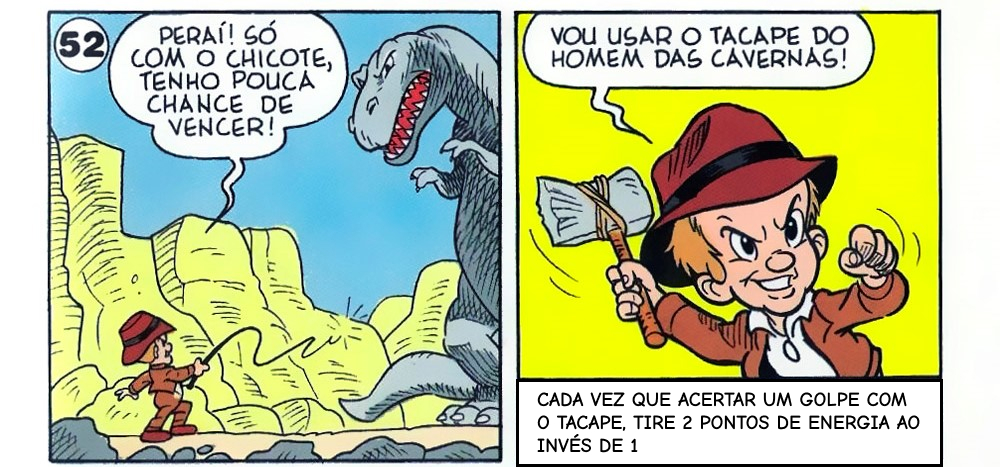 52
PERAÍ! SÓ
COM O CHICOTE,
TENHO POUCA
CHANCE DE
VENCER!
VOU USAR O TACAPE DO
HOMEM DAS CAVERNAS!
CADA VEZ QUE ACERTAR UM GOLPE COM
O TACAPE, TIRE 2 PONTOS DE ENERGIA AO
INVÉS DE 1